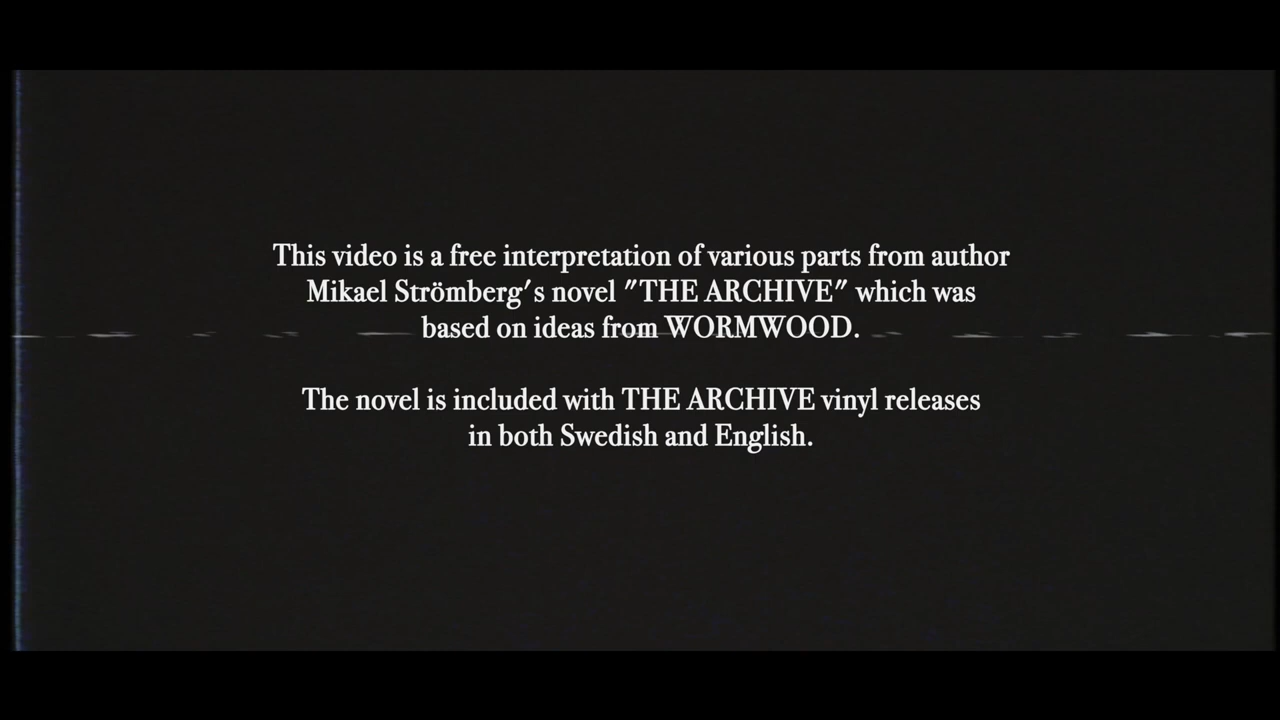 This video is a free interpretation of various parts from author
Mikael Strömberg's novel "THE ARCHIVE" which was
based on ideas from WORMWOOD.
The novel is included with THE ARCHIVE vinyl releases
in both Swedish and English.